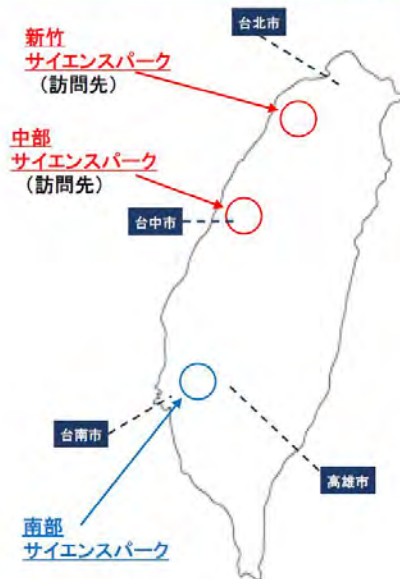 新竹
サイエンスパーク
（訪問先）
台北市
中部
サイエンスパーク
（訪問先）
台中市
台南市
高雄市
南部
サイエンスパーク